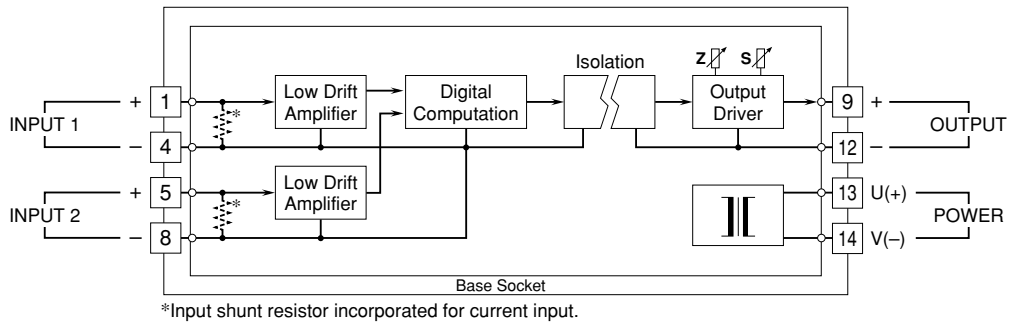 Isolation
Z S
+ 1 Low Drift Amplifier Digital Computation Output Driver 9 +
INPUT 1 * OUTPUT
– 4 12 –
+ 5 Low Drift Amplifier 13 U(+)
INPUT 2 * POWER
– 8 14 V(–)
Base Socket
*Input shunt resistor incorporated for current input.